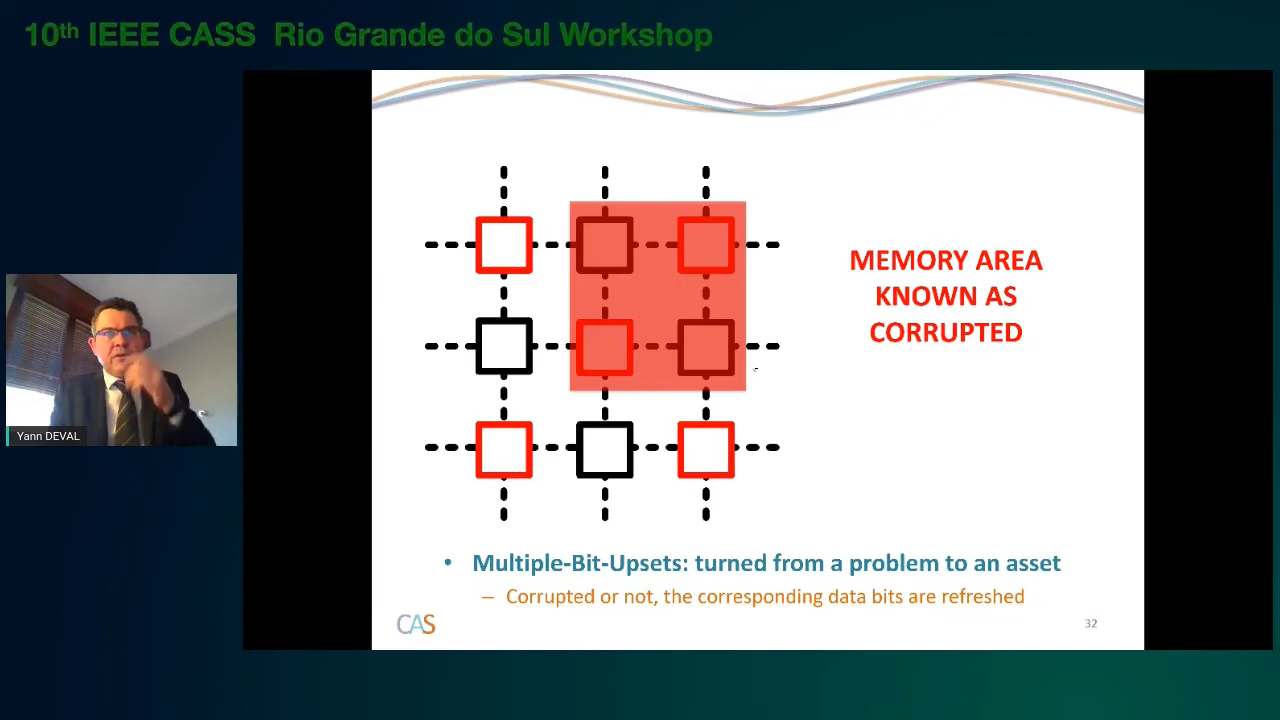 10th IEEE CASS Rio Grande do Sul Workshop
MEMORY AREA
KNOWN AS
CORRUPTED
Yann DEVAL
• Multiple-Bit-Upsets: turned from a problem to an asset
– Corrupted or not, the corresponding data bits are refreshed
CAS
32